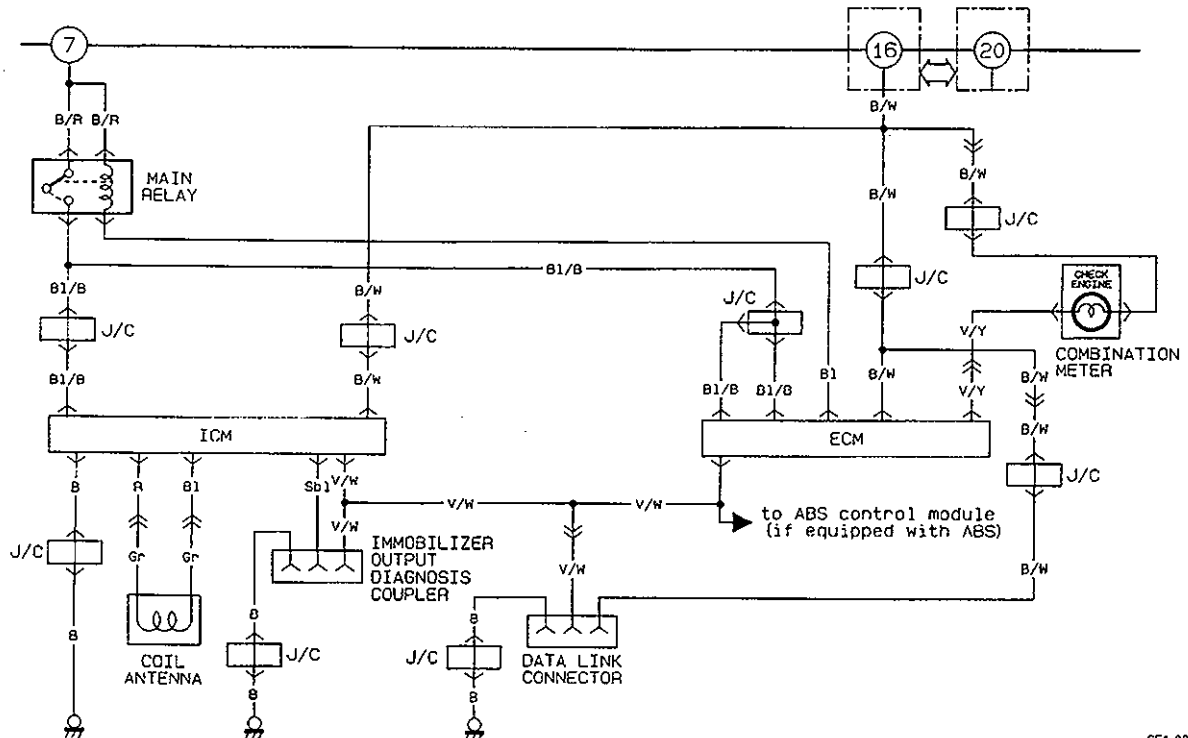 7
16
20
B/W
B/R
B/R
B/W
B/W
MAIN
RELAY
J/C
Bl/B
Bl/B
B/W
J/C
CHECK
ENGINE
J/C
J/C
J/C
V/Y
COMBINATION
METER
Bl/B
B/W
Bl/B
Bl/B
Bl
B/W
V/Y
B/W
B/W
ICM
ECM
J/C
B
R
Bl
Sbl
V/W
V/W
V/W
V/W
to ABS control module
(if equipped with ABS)
J/C
Gr
Gr
IMMOBILIZER
OUTPUT
DIAGNOSIS
COUPLER
V/W
B/W
B
B
B
J/C
J/C
COIL
ANTENNA
DATA LINK
CONNECTOR
B
B